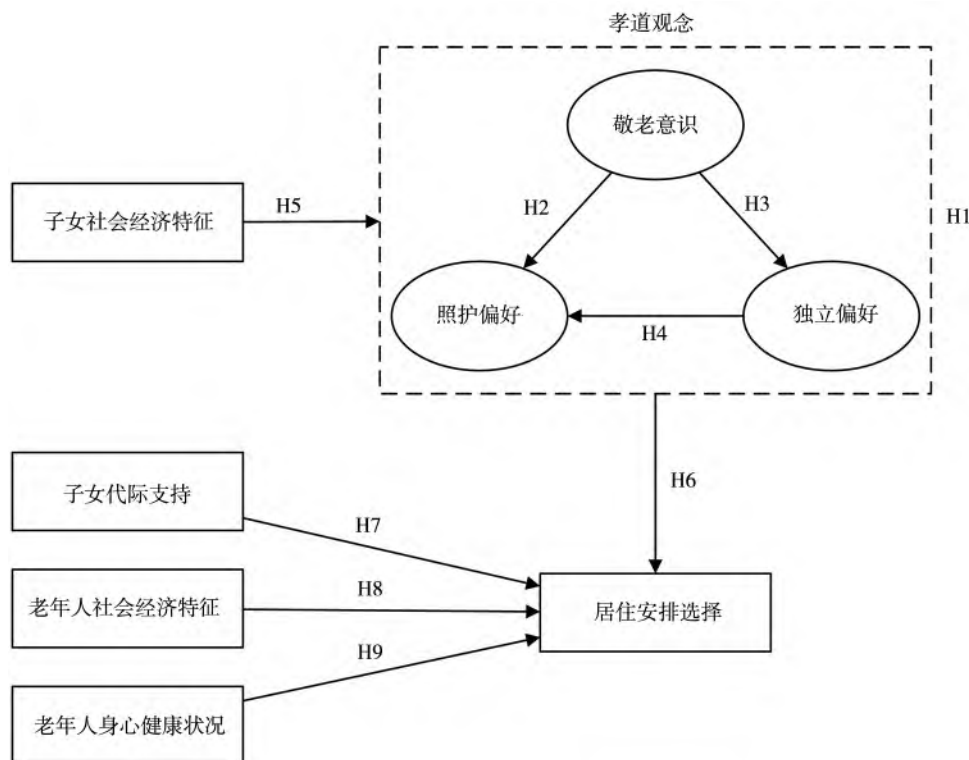 孝道观念
敬老意识
子女社会经济特征
H5
H2
H3
H1
照护偏好
H4
独立偏好
子女代际支持
H7
H6
老年人社会经济特征
H8
居住安排选择
H9
老年人身心健康状况